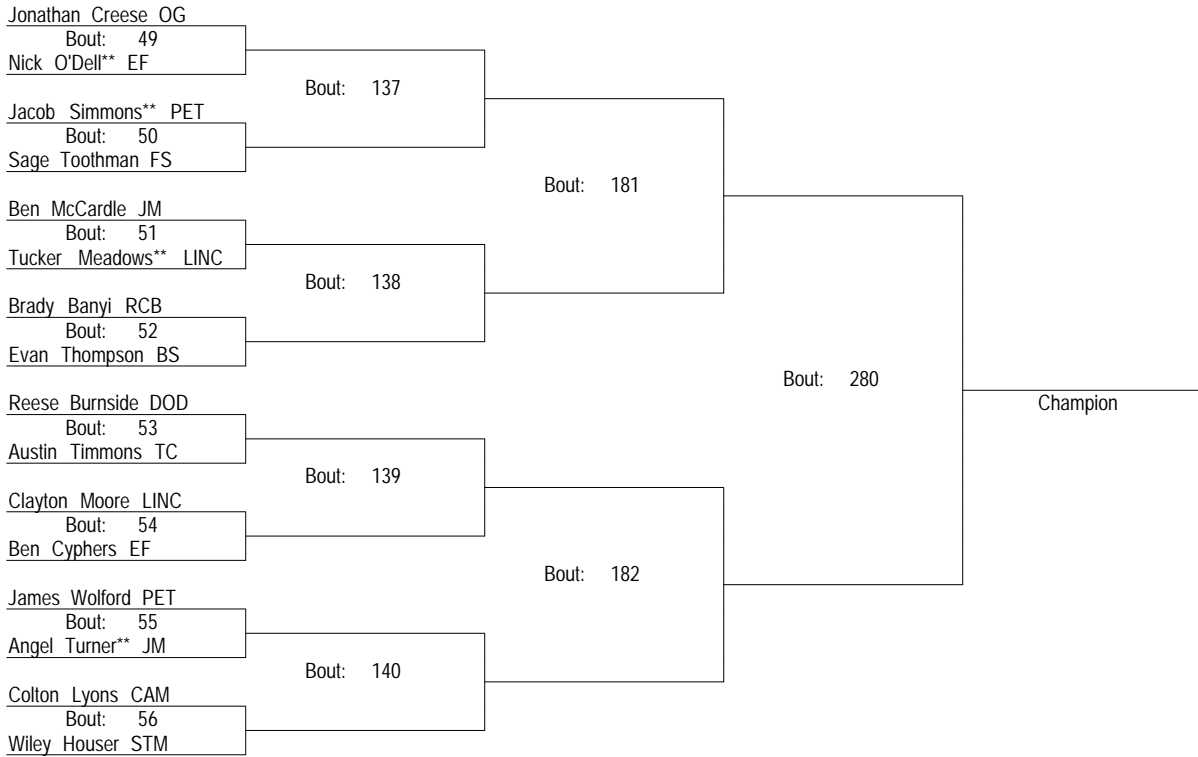 Jonathan Creese OG
Bout: 49
Nick O'Dell** EF
Bout: 137
Jacob Simmons** PET
Bout: 50
Sage Toothman FS
Bout: 181
Ben McCardle JM
Bout: 51
Tucker Meadows** LINC
Bout: 138
Brady Banyi RCB
Bout: 52
Evan Thompson BS
Bout: 280
Champion
Reese Burnside DOD
Bout: 53
Austin Timmons TC
Bout: 139
Clayton Moore LINC
Bout: 54
Ben Cyphers EF
Bout: 182
James Wolford PET
Bout: 55
Angel Turner** JM
Bout: 140
Colton Lyons CAM
Bout: 56
Wiley Houser STM